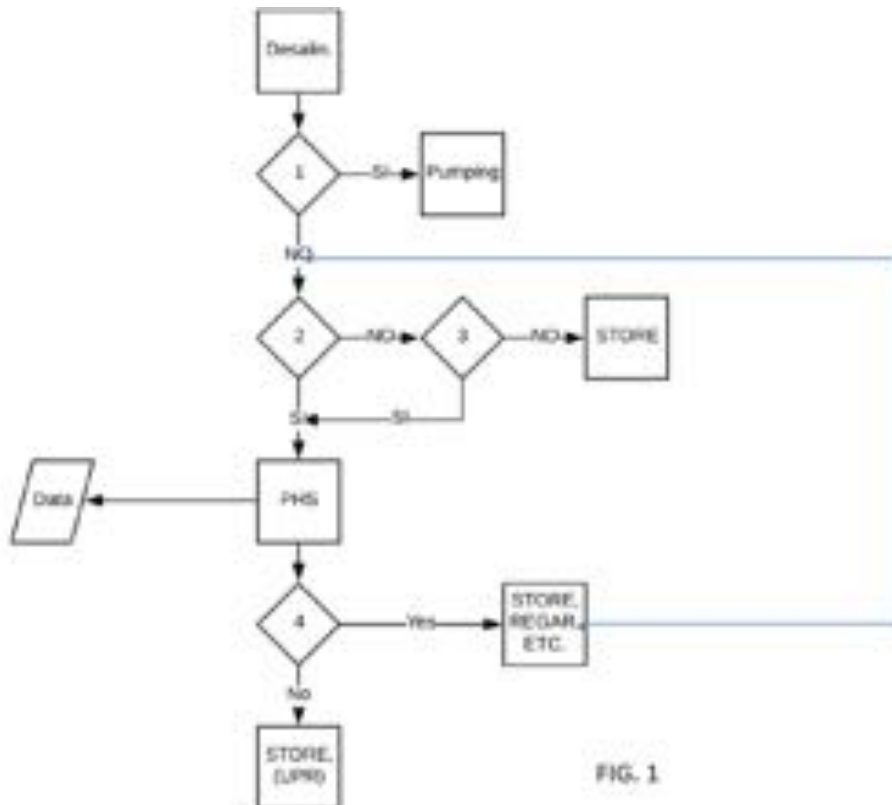 Desalin.
1
SI
Pumping
NO
2
NO
3
NO
STORE
SI
SI
Data
PHS
4
Yes
STORE,
REGAR,
ETC.
No
STORE,
(UPR)
FIG. 1